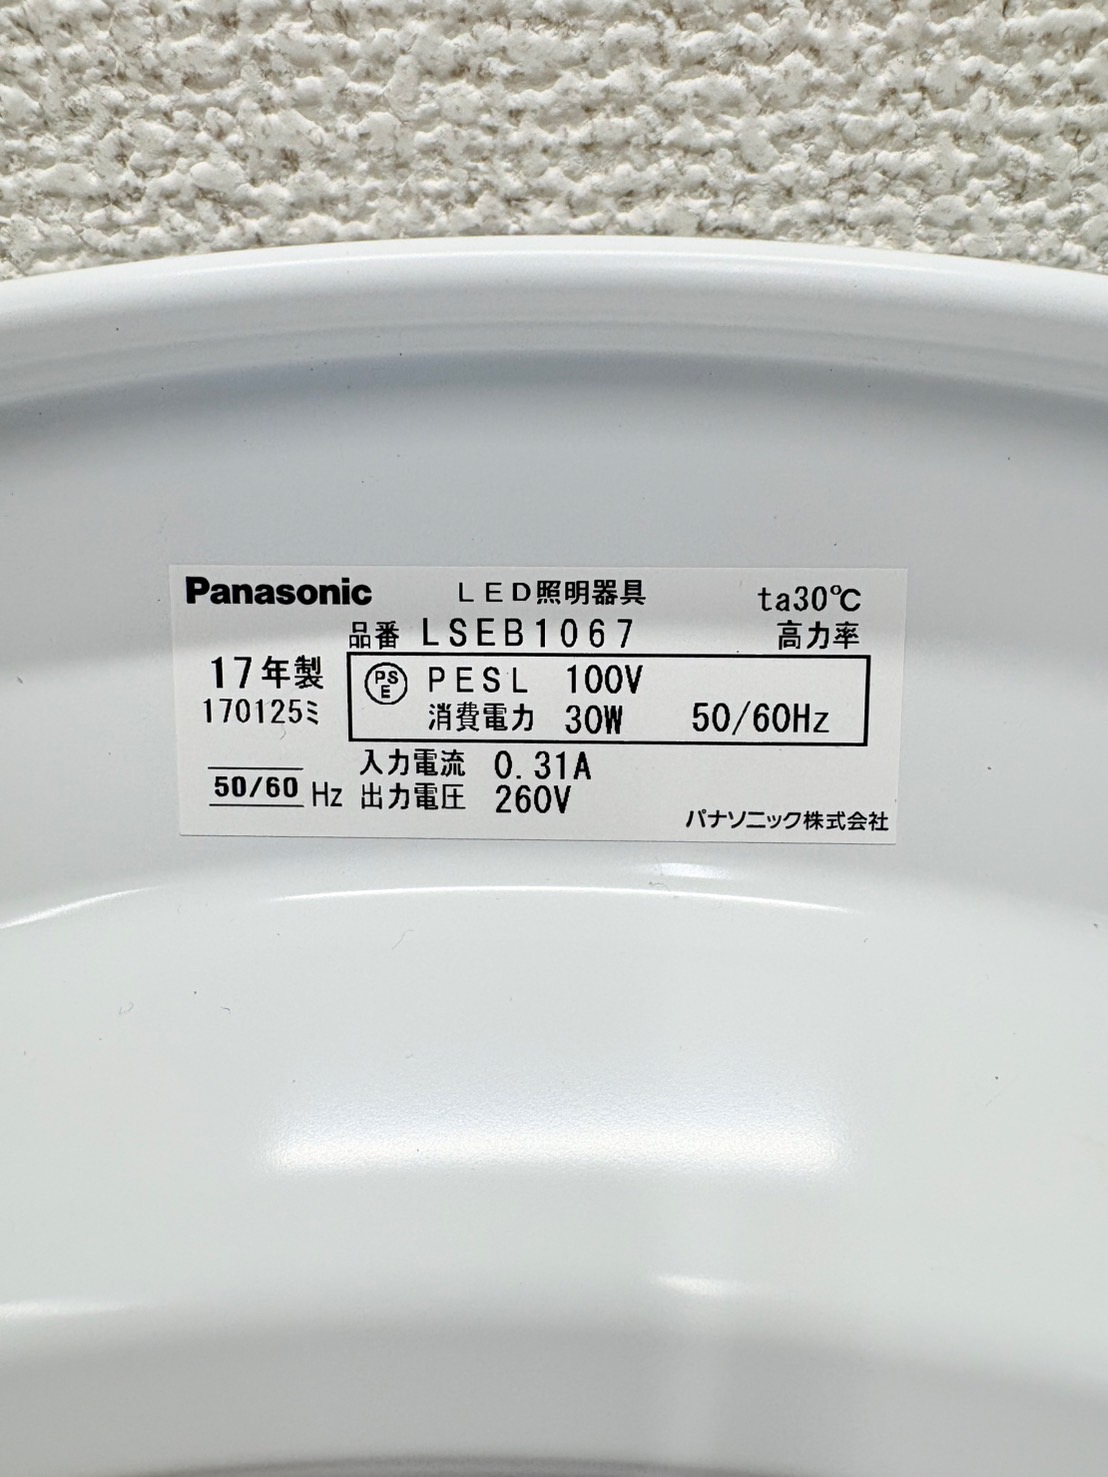 Panasonic LED照明器具 ta30℃
品番 LSEB1067 高力率
17年製 PSE PESL 100V
170125ミ 消費電力 30W 50/60Hz
入力電流 0.31A
50/60 Hz 出力電圧 260V
パナソニック株式会社